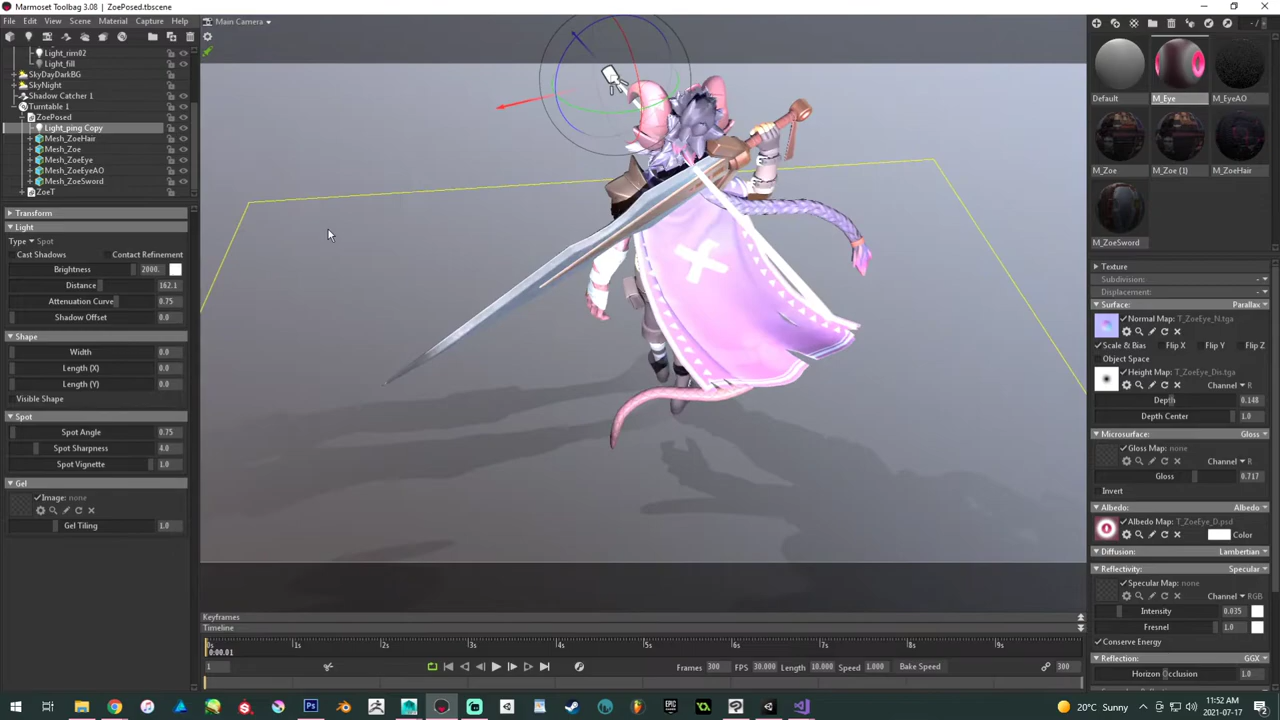 Marmoset Toolbag 3.08 | ZoePosed.tbscene
File Edit View Scene Material Capture Help
Main Camera
- /
Light_rim02
Light_fill
SkyDayDarkBG
SkyNight
Shadow Catcher 1
Turntable 1
ZoePosed
Light_ping Copy
Mesh_ZoeHair
Mesh_Zoe
Mesh_ZoeEye
Mesh_ZoeEyeAO
Mesh_ZoeSword
ZoeT
Transform
Light
Type Spot
Cast Shadows Contact Refinement
Brightness 2000.
Distance 162.1
Attenuation Curve 0.75
Shadow Offset 0.0
Shape
Width 0.0
Length (X) 0.0
Length (Y) 0.0
Visible Shape
Spot
Spot Angle 0.75
Spot Sharpness 4.0
Spot Vignette 1.0
Gel
Image: none
Gel Tiling 1.0
Default M_Eye M_EyeAO
M_Zoe M_Zoe (1) M_ZoeHair
M_ZoeSword
Texture
Subdivision: -
Displacement: -
Surface: Parallax
Normal Map: T_ZoeEye_N.tga
Scale & Bias Flip X Flip Y Flip Z
Object Space
Height Map: T_ZoeEye_Dis.tga
Channel R
Depth 0.148
Depth Center 1.0
Microsurface: Gloss
Gloss Map: none
Channel R
Gloss 0.717
Invert
Albedo: Albedo
Albedo Map: T_ZoeEye_D.psd
Color
Diffusion: Lambertian
Reflectivity: Specular
Specular Map: none
Channel RGB
Intensity 0.035
Fresnel 1.0
Conserve Energy
Reflection: GGX
Horizon Occlusion 1.0
Keyframes
Timeline
0s 1s 2s 3s 4s 5s 6s 7s 8s 9s
0:00.01
1 Frames 300 FPS 30.000 Length 10.000 Speed 1.000 Bake Speed 300
20°C Sunny 11:52 AM
2021-07-17